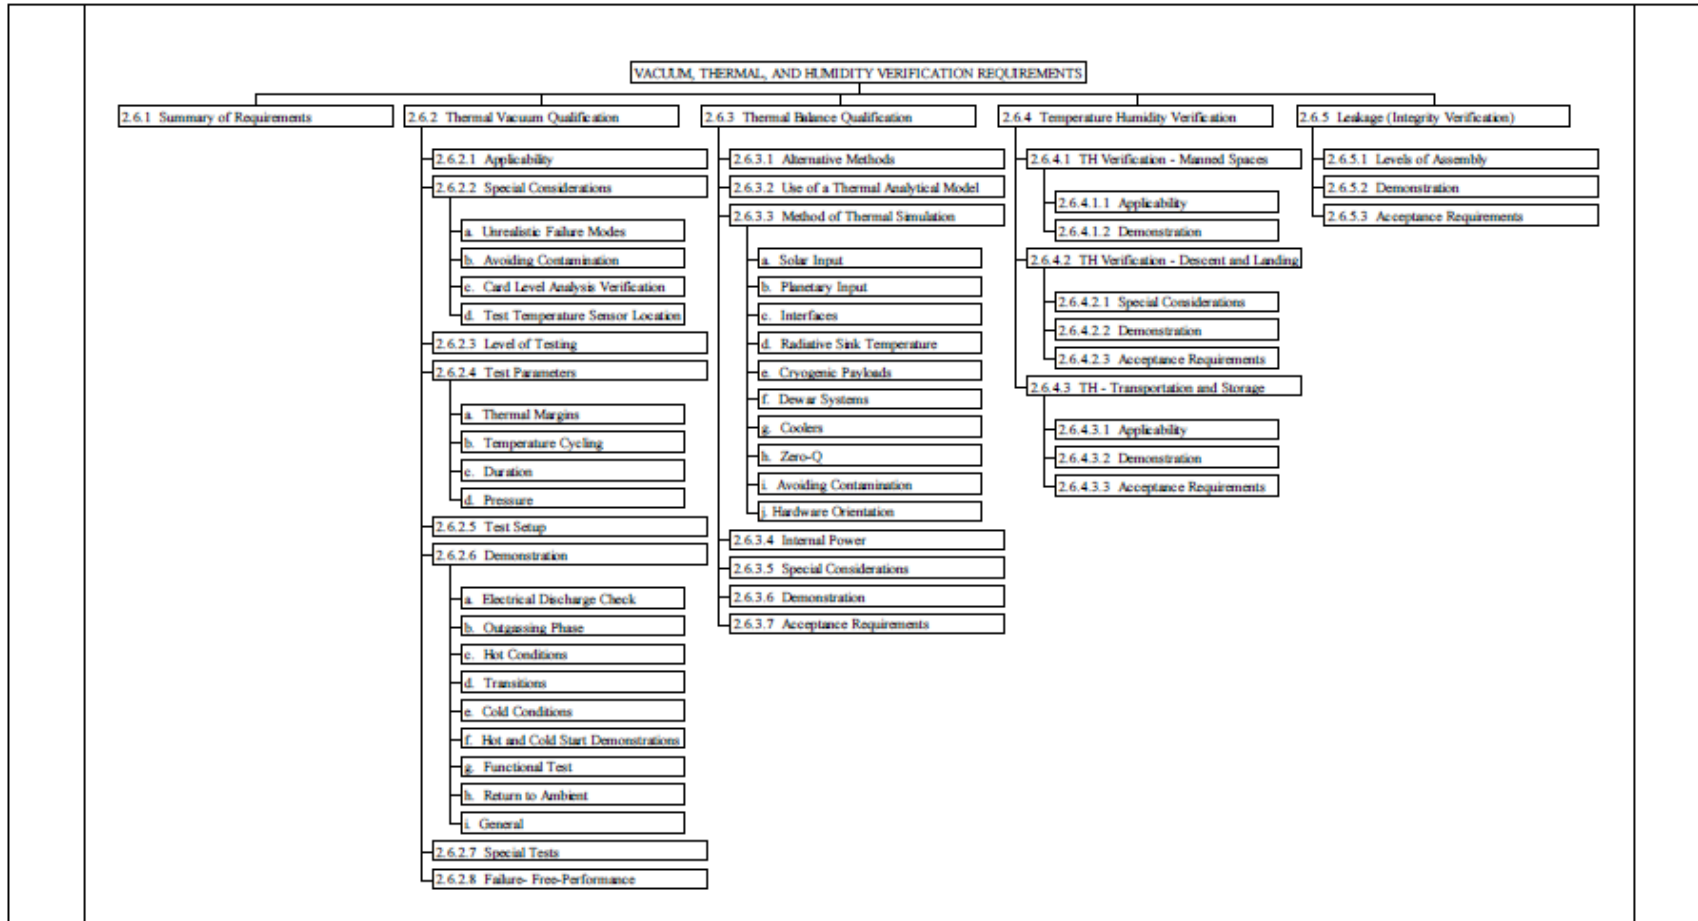 VACUUM, THERMAL, AND HUMIDITY VERIFICATION REQUIREMENTS
2.6.1 Summary of Requirements
2.6.2 Thermal Vacuum Qualification
2.6.2.1 Applicability
2.6.2.2 Special Considerations
a. Unrealistic Failure Modes
b. Avoiding Contamination
c. Card Level Analysis Verification
d. Test Temperature Sensor Location
2.6.2.3 Level of Testing
2.6.2.4 Test Parameters
a. Thermal Margins
b. Temperature Cycling
c. Duration
d. Pressure
2.6.2.5 Test Setup
2.6.2.6 Demonstration
a. Electrical Discharge Check
b. Outgassing Phase
c. Hot Conditions
d. Transitions
e. Cold Conditions
f. Hot and Cold Start Demonstrations
g. Functional Test
h. Return to Ambient
i. General
2.6.2.7 Special Tests
2.6.2.8 Failure- Free-Performance
2.6.3 Thermal Balance Qualification
2.6.3.1 Alternative Methods
2.6.3.2 Use of a Thermal Analytical Model
2.6.3.3 Method of Thermal Simulation
a. Solar Input
b. Planetary Input
c. Interfaces
d. Radiative Sink Temperature
e. Cryogenic Payloads
f. Dewar Systems
g. Coolers
h. Zero-Q
i. Avoiding Contamination
j. Hardware Orientation
2.6.3.4 Internal Power
2.6.3.5 Special Considerations
2.6.3.6 Demonstration
2.6.3.7 Acceptance Requirements
2.6.4 Temperature Humidity Verification
2.6.4.1 TH Verification - Manned Spaces
2.6.4.1.1 Applicability
2.6.4.1.2 Demonstration
2.6.4.2 TH Verification - Descent and Landing
2.6.4.2.1 Special Considerations
2.6.4.2.2 Demonstration
2.6.4.2.3 Acceptance Requirements
2.6.4.3 TH - Transportation and Storage
2.6.4.3.1 Applicability
2.6.4.3.2 Demonstration
2.6.4.3.3 Acceptance Requirements
2.6.5 Leakage (Integrity Verification)
2.6.5.1 Levels of Assembly
2.6.5.2 Demonstration
2.6.5.3 Acceptance Requirements